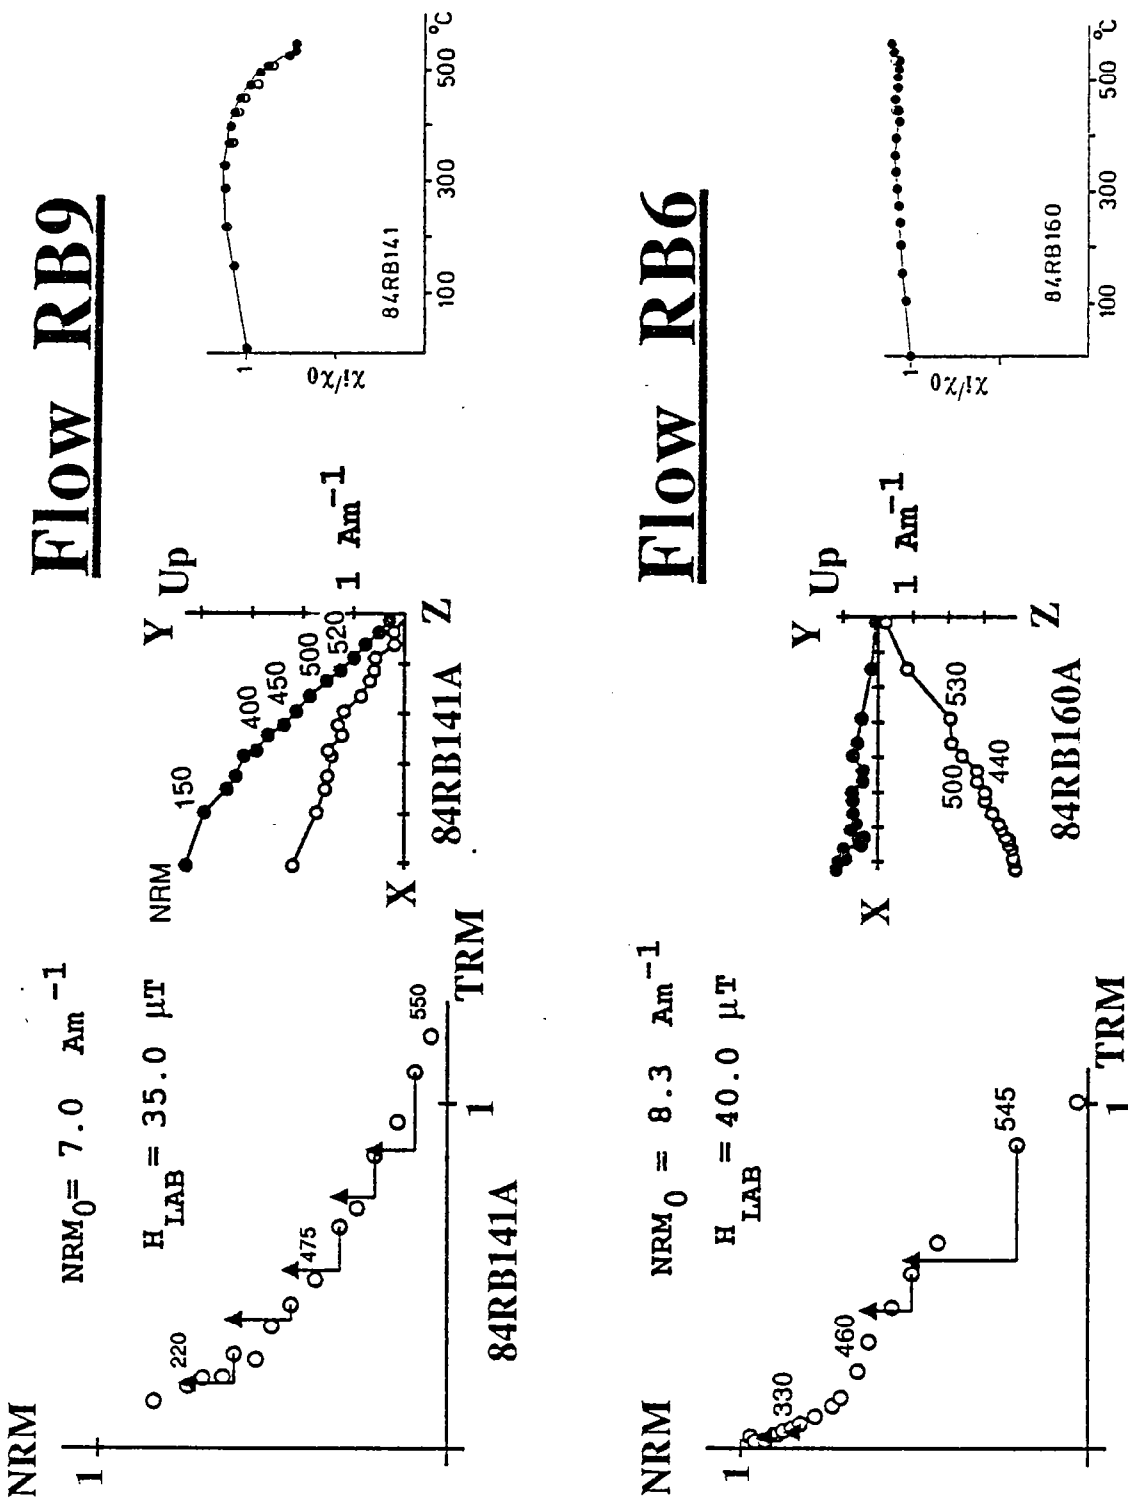 Flow RB9
NRM
1
NRM0= 7.0 Am-1
HLAB = 35.0 μT
220
475
550
1
TRM
84RB141A
NRM
150
400
450
500
520
Y
Up
1 Am-1
X
Z
84RB141A
1
χi/χ0
84RB141
100
300
500
°C
Flow RB6
NRM
1
NRM0 = 8.3 Am-1
HLAB = 40.0 μT
330
460
545
1
TRM
Y
Up
1 Am-1
530
500
440
X
Z
84RB160A
1
χi/χ0
84RB160
100
300
500
°C